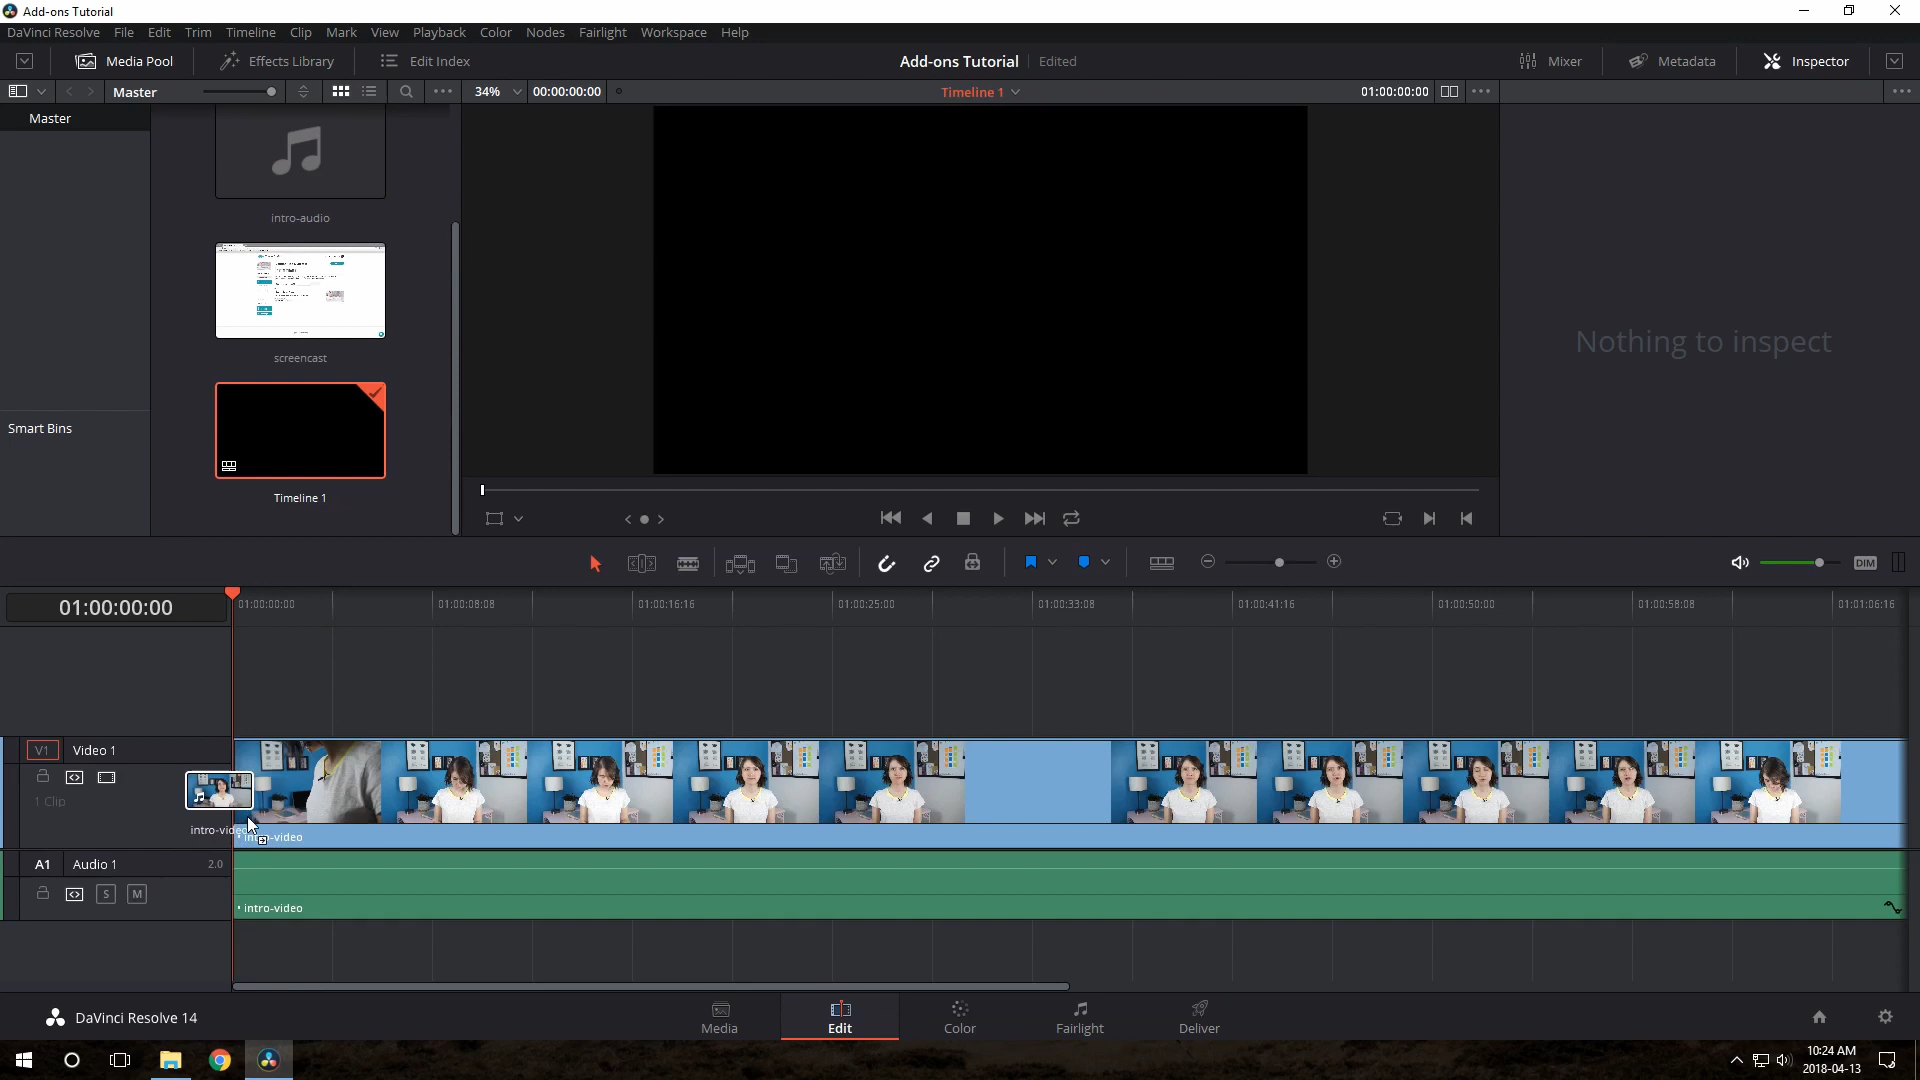 Add-ons Tutorial
DaVinci Resolve File Edit Trim Timeline Clip Mark View Playback Color Nodes Fairlight Workspace Help
Media Pool Effects Library Edit Index Add-ons Tutorial Edited Mixer Metadata Inspector
Master 34% 00:00:00:00 Timeline 1 01:00:00:00
Master
intro-audio
Nothing to inspect
screencast
Smart Bins
Timeline 1
DIM
01:00:00:00 01:00:00:00 01:00:08:08 01:00:16:16 01:00:25:00 01:00:33:08 01:00:41:16 01:00:50:00 01:00:58:08 01:01:06:16
V1 Video 1
1 Clip
intro-video
intro-video
A1 Audio 1 2.0
S M
intro-video
DaVinci Resolve 14 Media Edit Color Fairlight Deliver
10:24 AM
2018-04-13